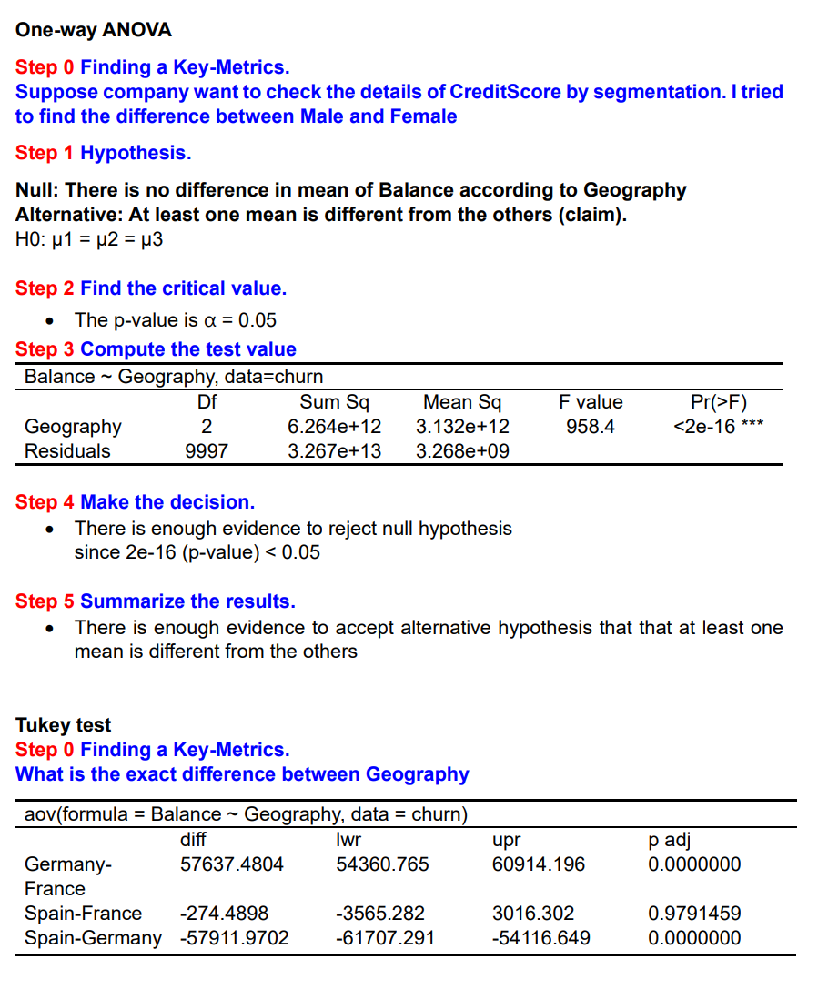 One-way ANOVA
Step 0 Finding a Key-Metrics.
Suppose company want to check the details of CreditScore by segmentation. I tried
to find the difference between Male and Female
Step 1 Hypothesis.
Null: There is no difference in mean of Balance according to Geography
Alternative: At least one mean is different from the others (claim).
H0: μ1 = μ2 = μ3
Step 2 Find the critical value.
• The p-value is α = 0.05
Step 3 Compute the test value
Balance ~ Geography, data=churn
Df Sum Sq Mean Sq F value Pr(>F)
Geography 2 6.264e+12 3.132e+12 958.4 <2e-16 ***
Residuals 9997 3.267e+13 3.268e+09
Step 4 Make the decision.
• There is enough evidence to reject null hypothesis
since 2e-16 (p-value) < 0.05
Step 5 Summarize the results.
• There is enough evidence to accept alternative hypothesis that that at least one
mean is different from the others
Tukey test
Step 0 Finding a Key-Metrics.
What is the exact difference between Geography
aov(formula = Balance ~ Geography, data = churn)
diff lwr upr p adj
Germany- 57637.4804 54360.765 60914.196 0.0000000
France
Spain-France -274.4898 -3565.282 3016.302 0.9791459
Spain-Germany -57911.9702 -61707.291 -54116.649 0.0000000